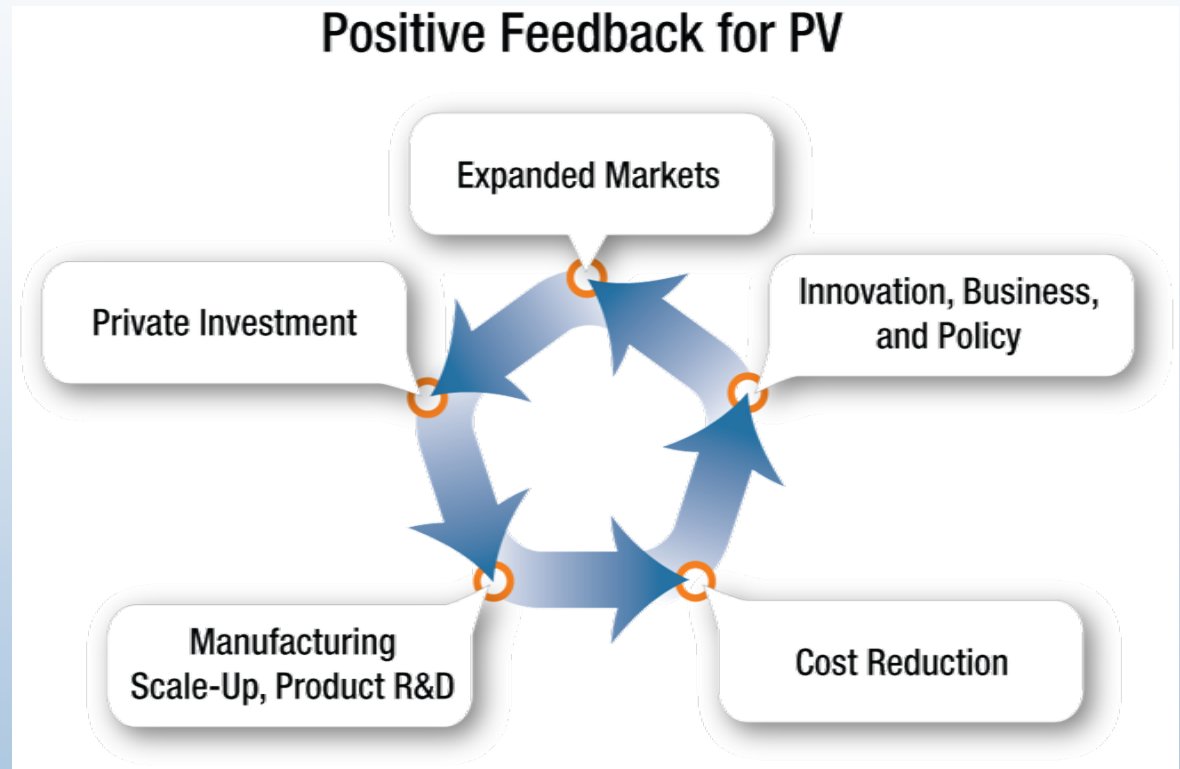 Positive Feedback for PV
Expanded Markets
Private Investment
Innovation, Business,
and Policy
Manufacturing
Scale-Up, Product R&D
Cost Reduction